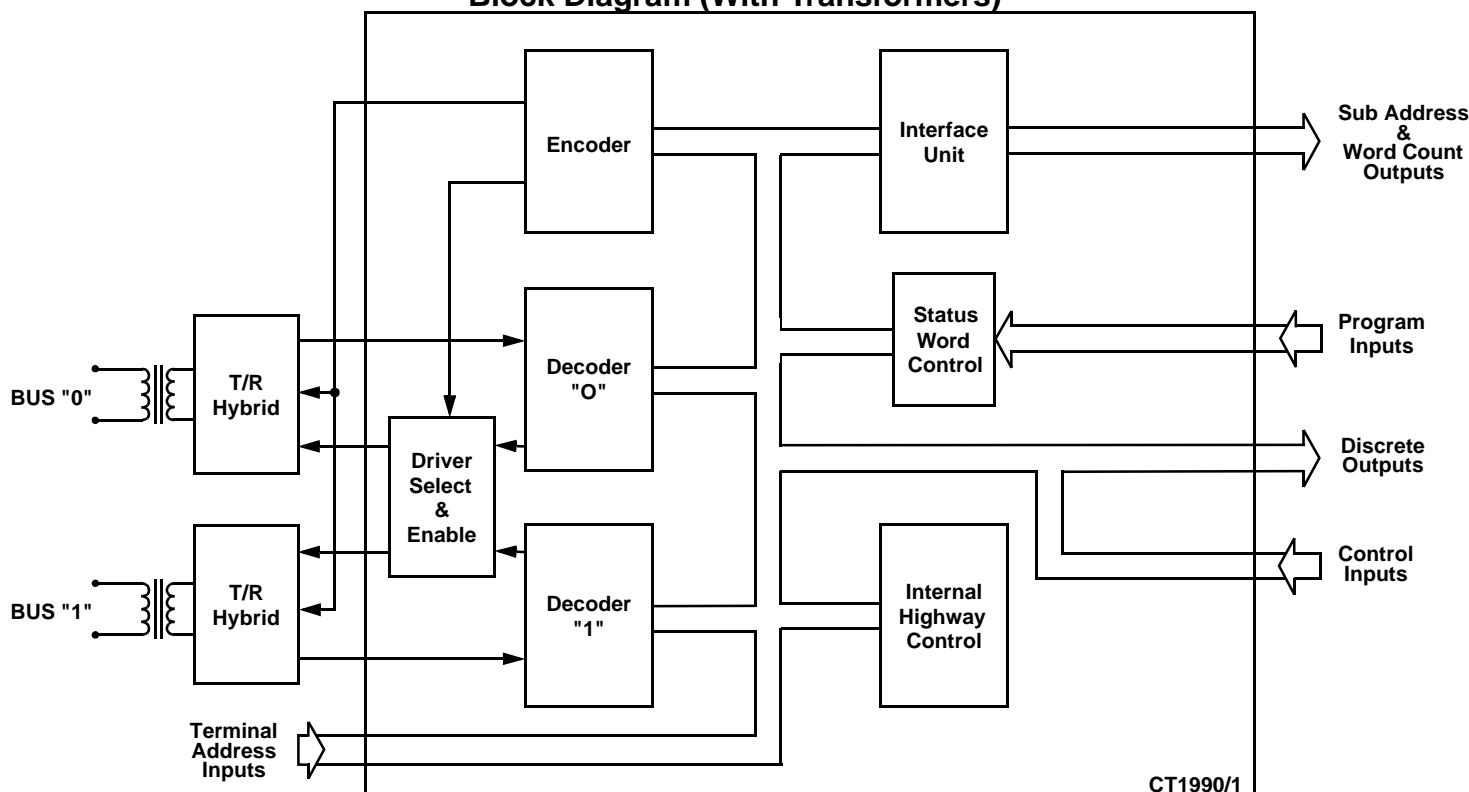 Block Diagram (With Transformers)
Encoder
Interface
Unit
Sub Address
&
Word Count
Outputs
Status
Word
Control
Program
Inputs
BUS "0"
T/R
Hybrid
Decoder
"O"
Driver
Select
&
Enable
Discrete
Outputs
BUS "1"
T/R
Hybrid
Decoder
"1"
Internal
Highway
Control
Control
Inputs
Terminal
Address
Inputs
CT1990/1